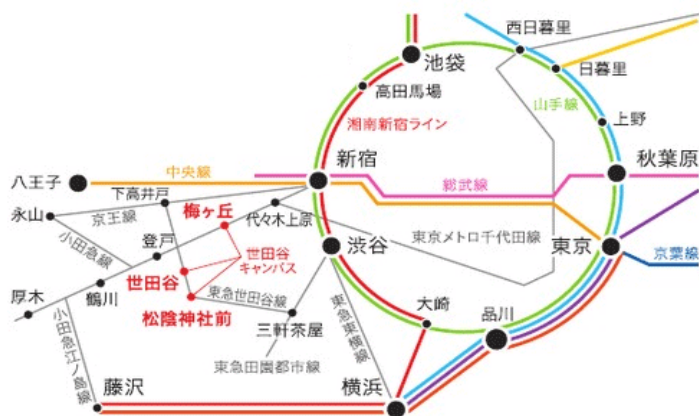 西日暮里
池袋
日暮里
高田馬場
山手線
湘南新宿ライン
上野
新宿
秋葉原
中央線
八王子
総武線
下高井戸
梅ヶ丘
代々木上原
永山
京王線
小田急線
登戸
渋谷
東京メトロ千代田線
東京
世田谷
キャンパス
京葉線
世田谷
厚木
鶴川
東急世田谷線
松陰神社前
大崎
品川
三軒茶屋
小田急江ノ島線
東急東横線
東急田園都市線
藤沢
横浜